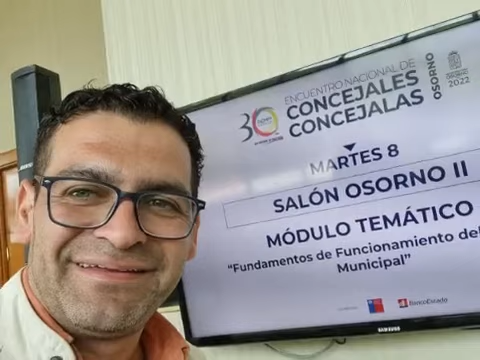 30
ENCUENTRO NACIONAL DE
CONCEJALES
CONCEJALAS
OSORNO
2022
MARTES 8
SALÓN OSORNO II
MÓDULO TEMÁTICO
“Fundamentos de Funcionamiento del
Municipal”
BancoEstado
SAMSUNG